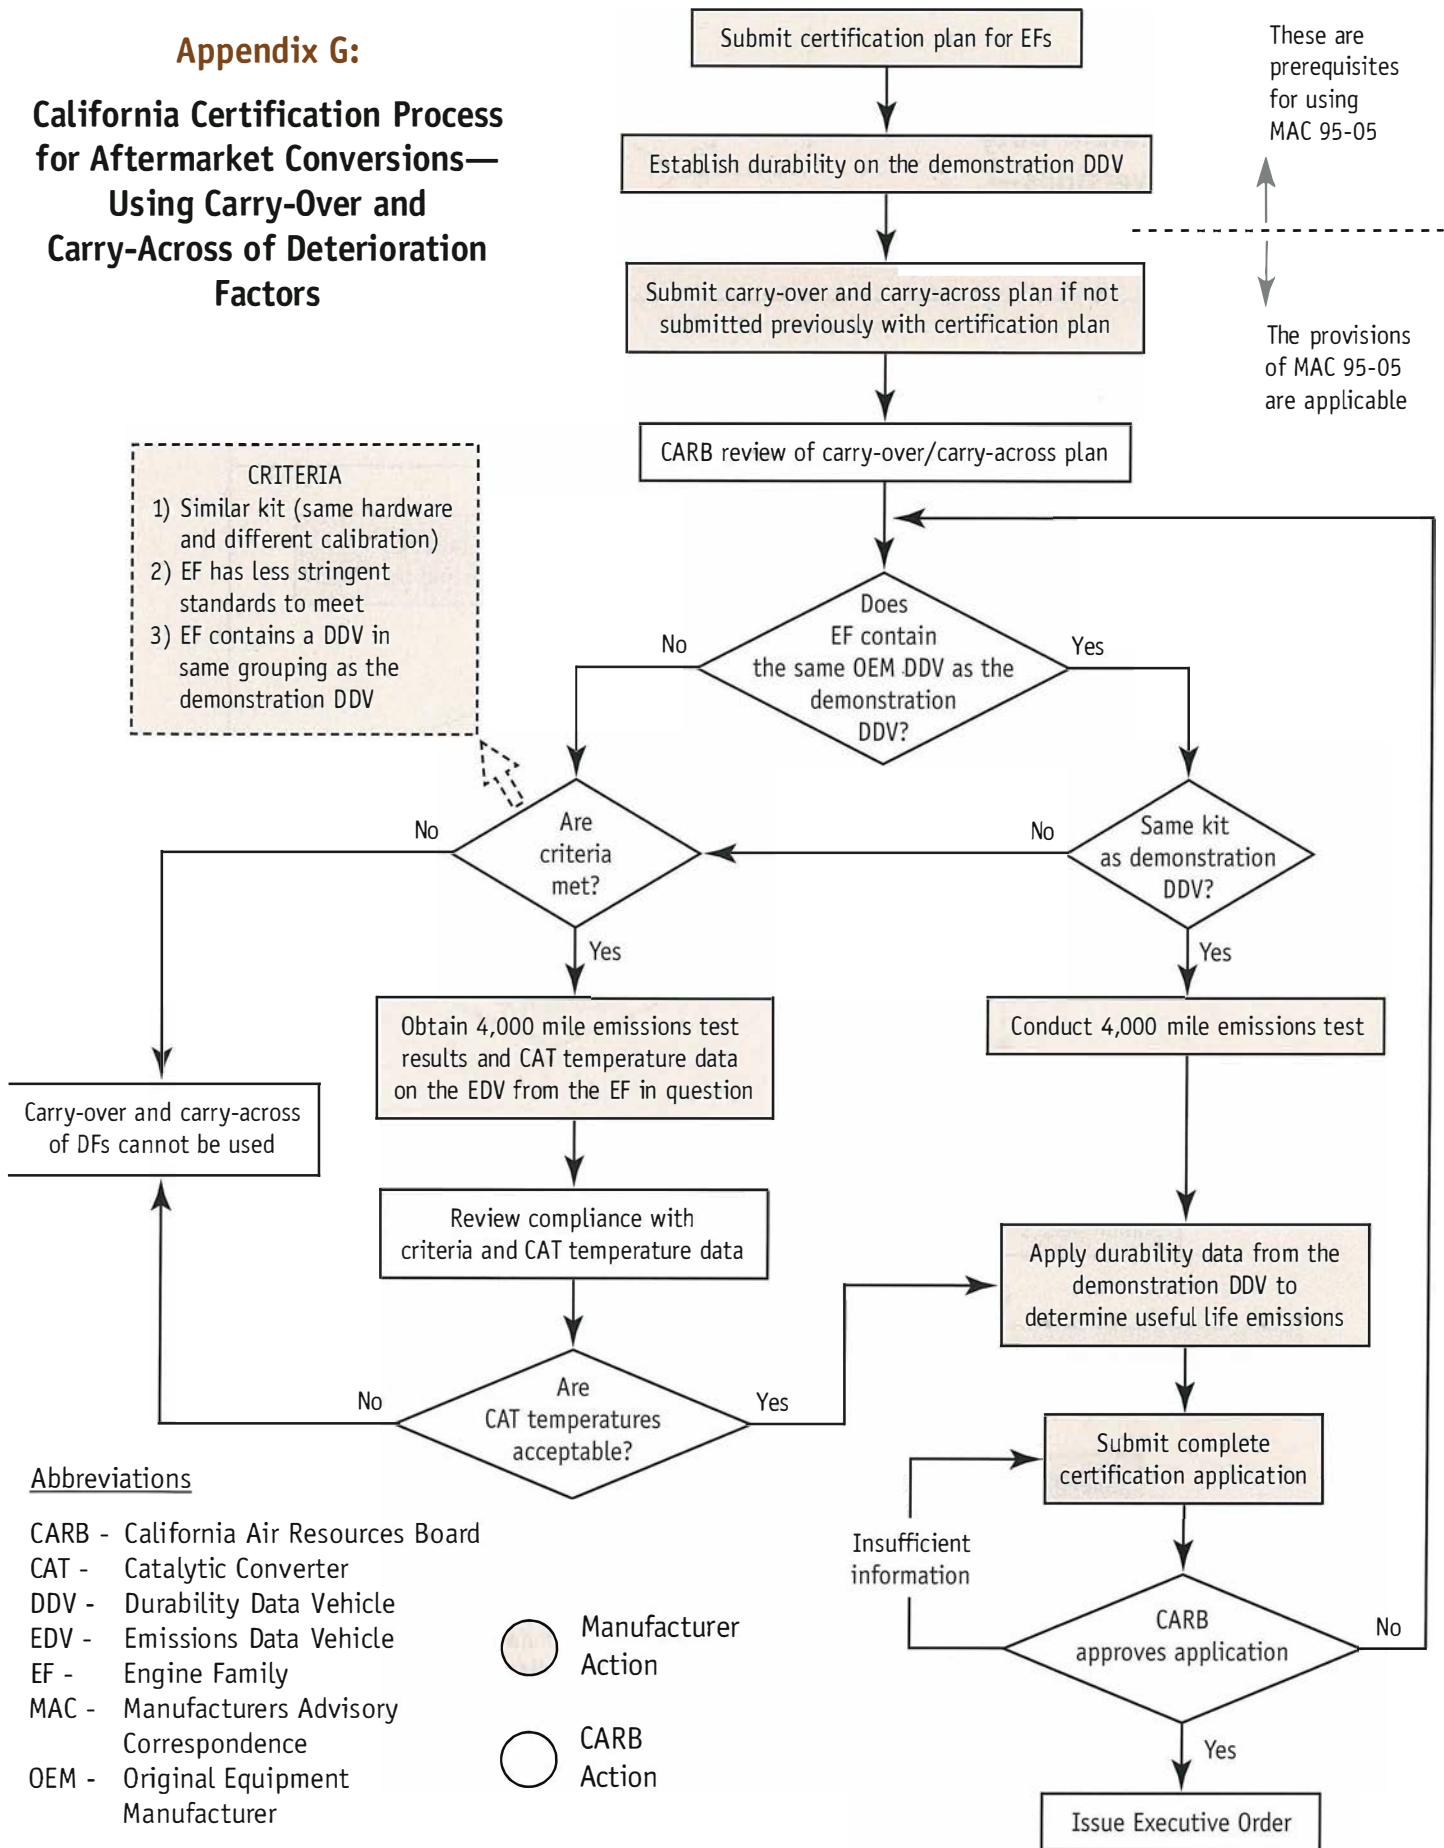 Appendix G:
California Certification Process
for Aftermarket Conversions—
Using Carry-Over and
Carry-Across of Deterioration
Factors
Submit certification plan for EFs
These are
prerequisites
for using
MAC 95-05
Establish durability on the demonstration DDV
Submit carry-over and carry-across plan if not
submitted previously with certification plan
The provisions
of MAC 95-05
are applicable
CARB review of carry-over/carry-across plan
CRITERIA
1) Similar kit (same hardware
and different calibration)
2) EF has less stringent
standards to meet
3) EF contains a DDV in
same grouping as the
demonstration DDV
Does
EF contain
the same OEM DDV as the
demonstration
DDV?
No
Yes
Are
criteria
met?
No
No
Same kit
as demonstration
DDV?
Yes
Yes
Obtain 4,000 mile emissions test
results and CAT temperature data
on the EDV from the EF in question
Conduct 4,000 mile emissions test
Carry-over and carry-across
of DFs cannot be used
Review compliance with
criteria and CAT temperature data
Apply durability data from the
demonstration DDV to
determine useful life emissions
Are
CAT temperatures
acceptable?
No
Yes
Submit complete
certification application
Insufficient
information
CARB
approves application
No
Yes
Issue Executive Order
Abbreviations
CARB - California Air Resources Board
CAT - Catalytic Converter
DDV - Durability Data Vehicle
EDV - Emissions Data Vehicle
EF - Engine Family
MAC - Manufacturers Advisory
Correspondence
OEM - Original Equipment
Manufacturer
Manufacturer
Action
CARB
Action